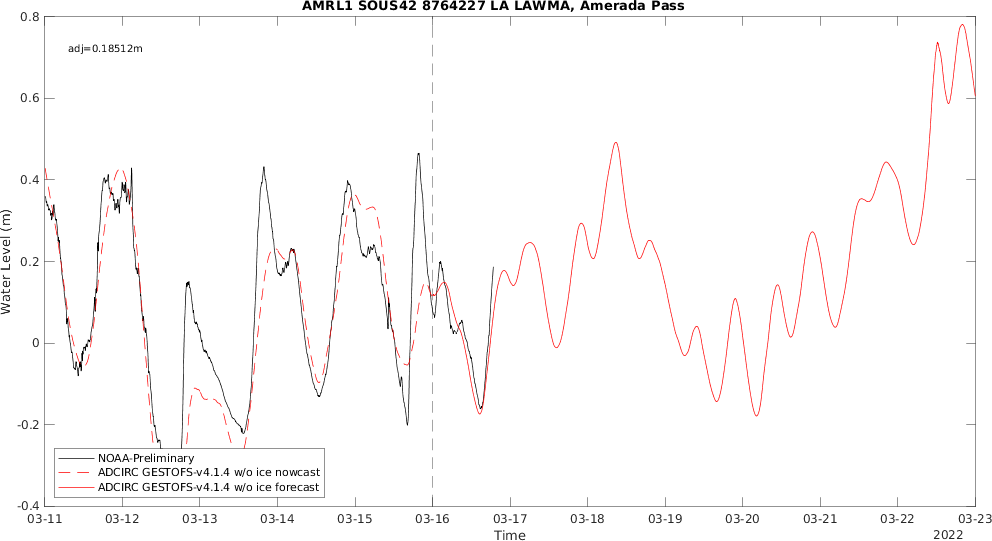 AMRL1 SOUS42 8764227 LA LAWMA, Amerada Pass
adj=0.18512m
0.8
0.6
0.4
0.2
0
-0.2
-0.4
Water Level (m)
NOAA-Preliminary
ADCIRC GESTOFS-v4.1.4 w/o ice nowcast
ADCIRC GESTOFS-v4.1.4 w/o ice forecast
03-11 03-12 03-13 03-14 03-15 03-16 03-17 03-18 03-19 03-20 03-21 03-22 03-23
Time
2022